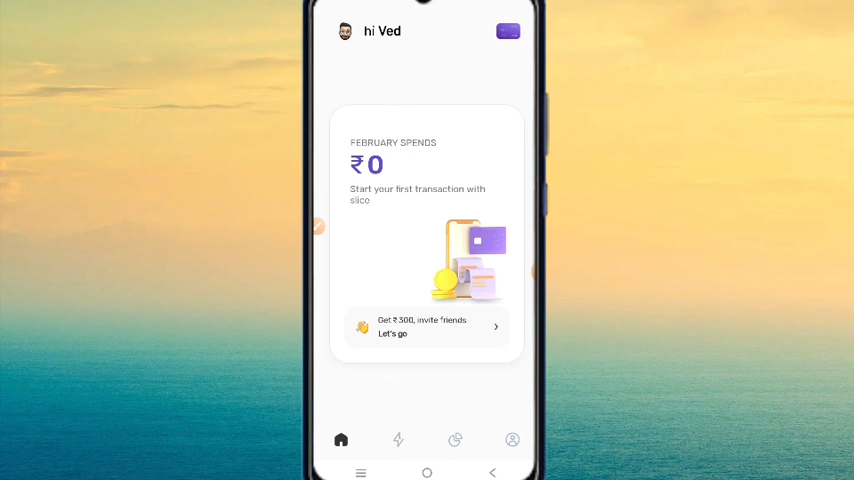 hi Ved
FEBRUARY SPENDS
₹0
Start your first transaction with
slice
Get ₹300, invite friends
Let's go